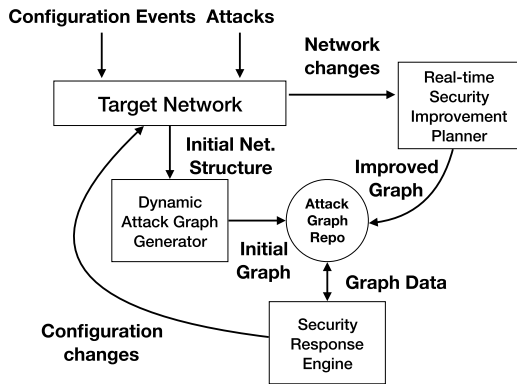 Configuration Events
Attacks
Network
changes
Target Network
Real-time
Security
Improvement
Planner
Initial Net.
Structure
Improved
Graph
Dynamic
Attack Graph
Generator
Attack
Graph
Repo
Initial
Graph
Graph Data
Configuration
changes
Security
Response
Engine